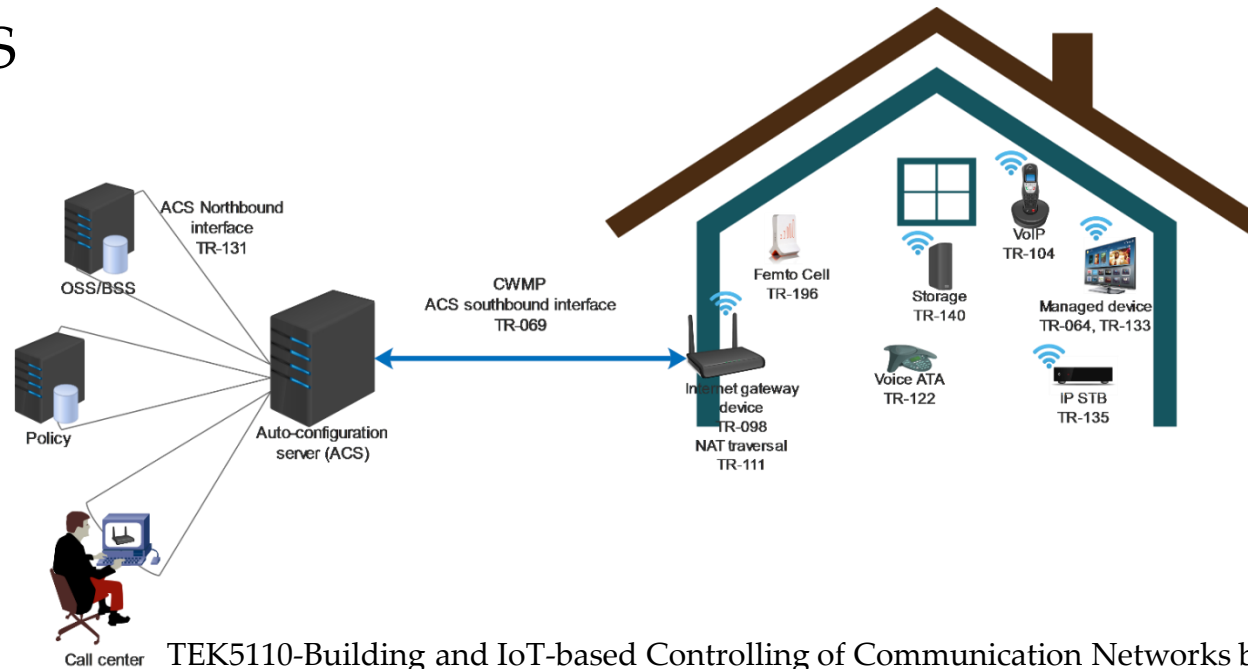 S
ACS Northbound
interface
TR-131
OSS/BSS
Policy
Call center
Auto-configuration
server (ACS)
CWMP
ACS southbound interface
TR-069
Internet gateway
device
TR-098
NAT traversal
TR-111
Femto Cell
TR-196
Storage
TR-140
VoIP
TR-104
Managed device
TR-064, TR-133
Voice ATA
TR-122
IP STB
TR-135
TEK5110-Building and IoT-based Controlling of Communication Networks